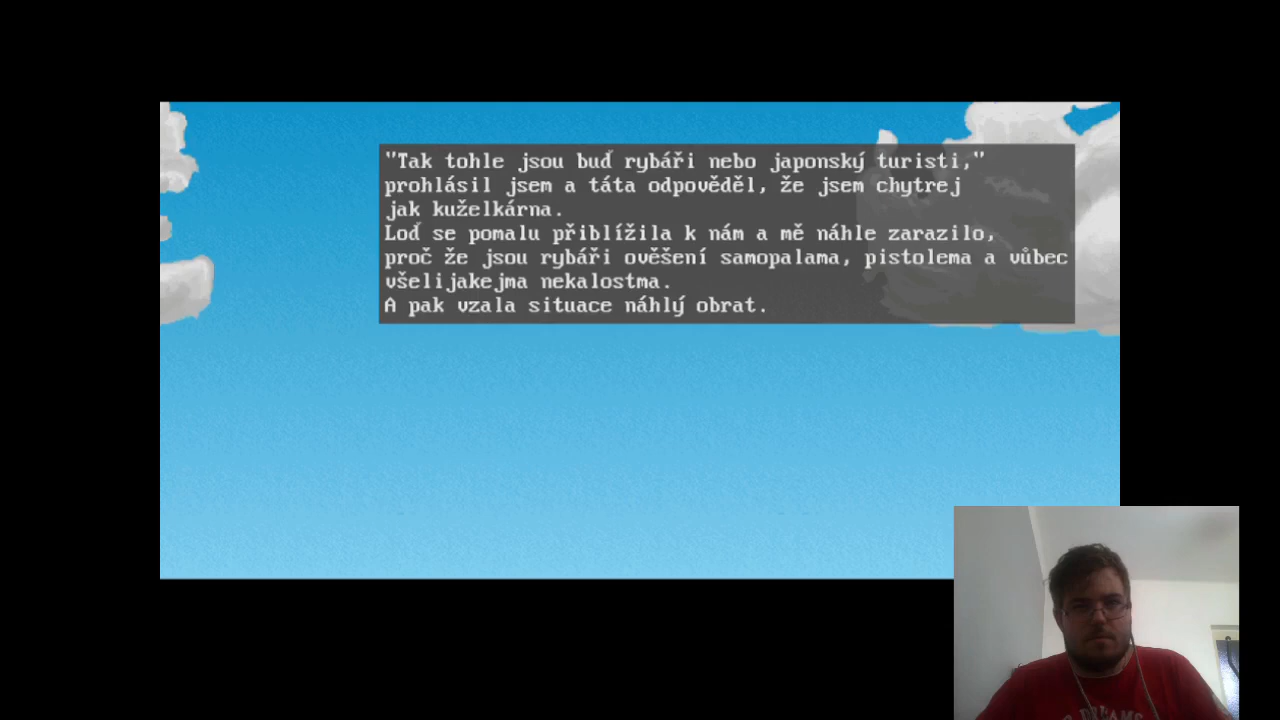 "Tak tohle jsou buď rybáři nebo japonský turisti,"
prohlásil jsem a táta odpověděl, že jsem chytrej
jak kuželkárna.
Loď se pomalu přiblížila k nám a mě náhle zarazilo,
proč že jsou rybáři ověšení samopalama, pistolema a vůbec
všelijakejma nekalostma.
A pak vzala situace náhlý obrat.
DREAMS